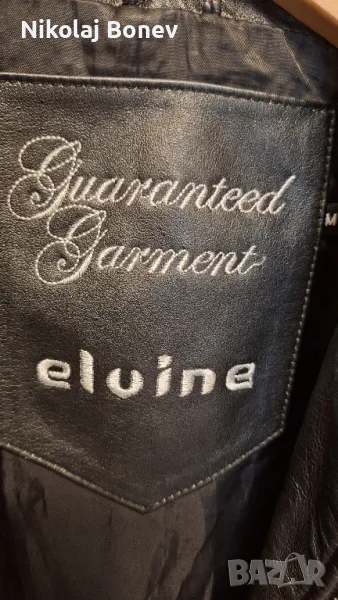 Nikolaj Bonev
Guaranteed
Garment
M
elvine
BAZAR